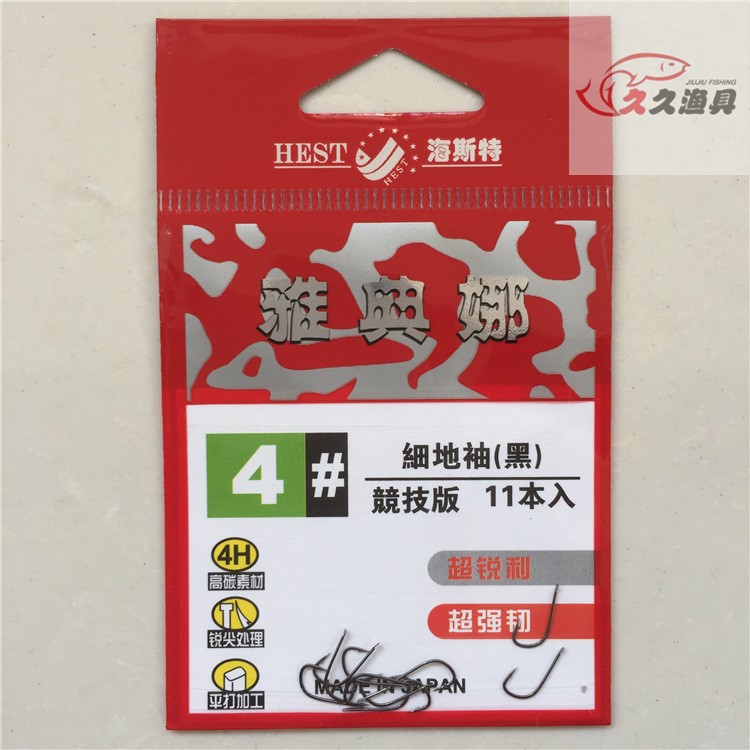 JIUJIU FISHING
久久渔具
HEST
HEST
海斯特
雅典娜
4#
細地袖(黑)
競技版 11本入
4H
高碳素材
超锐利
锐尖处理
超强韧
平打加工
MADE IN JAPAN